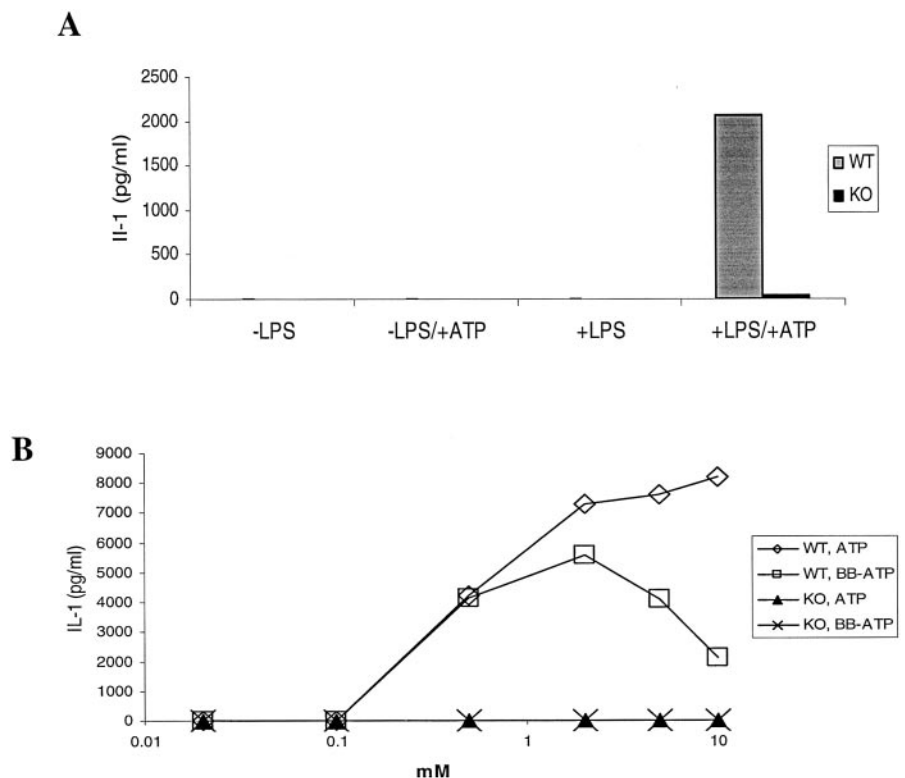 A
Il-1 (pg/ml)
2500
2000
1500
1000
500
0
-LPS
-LPS/+ATP
+LPS
+LPS/+ATP
WT
KO
B
IL-1 (pg/ml)
9000
8000
7000
6000
5000
4000
3000
2000
1000
0
0.01
0.1
1
10
mM
WT, ATP
WT, BB-ATP
KO, ATP
KO, BB-ATP